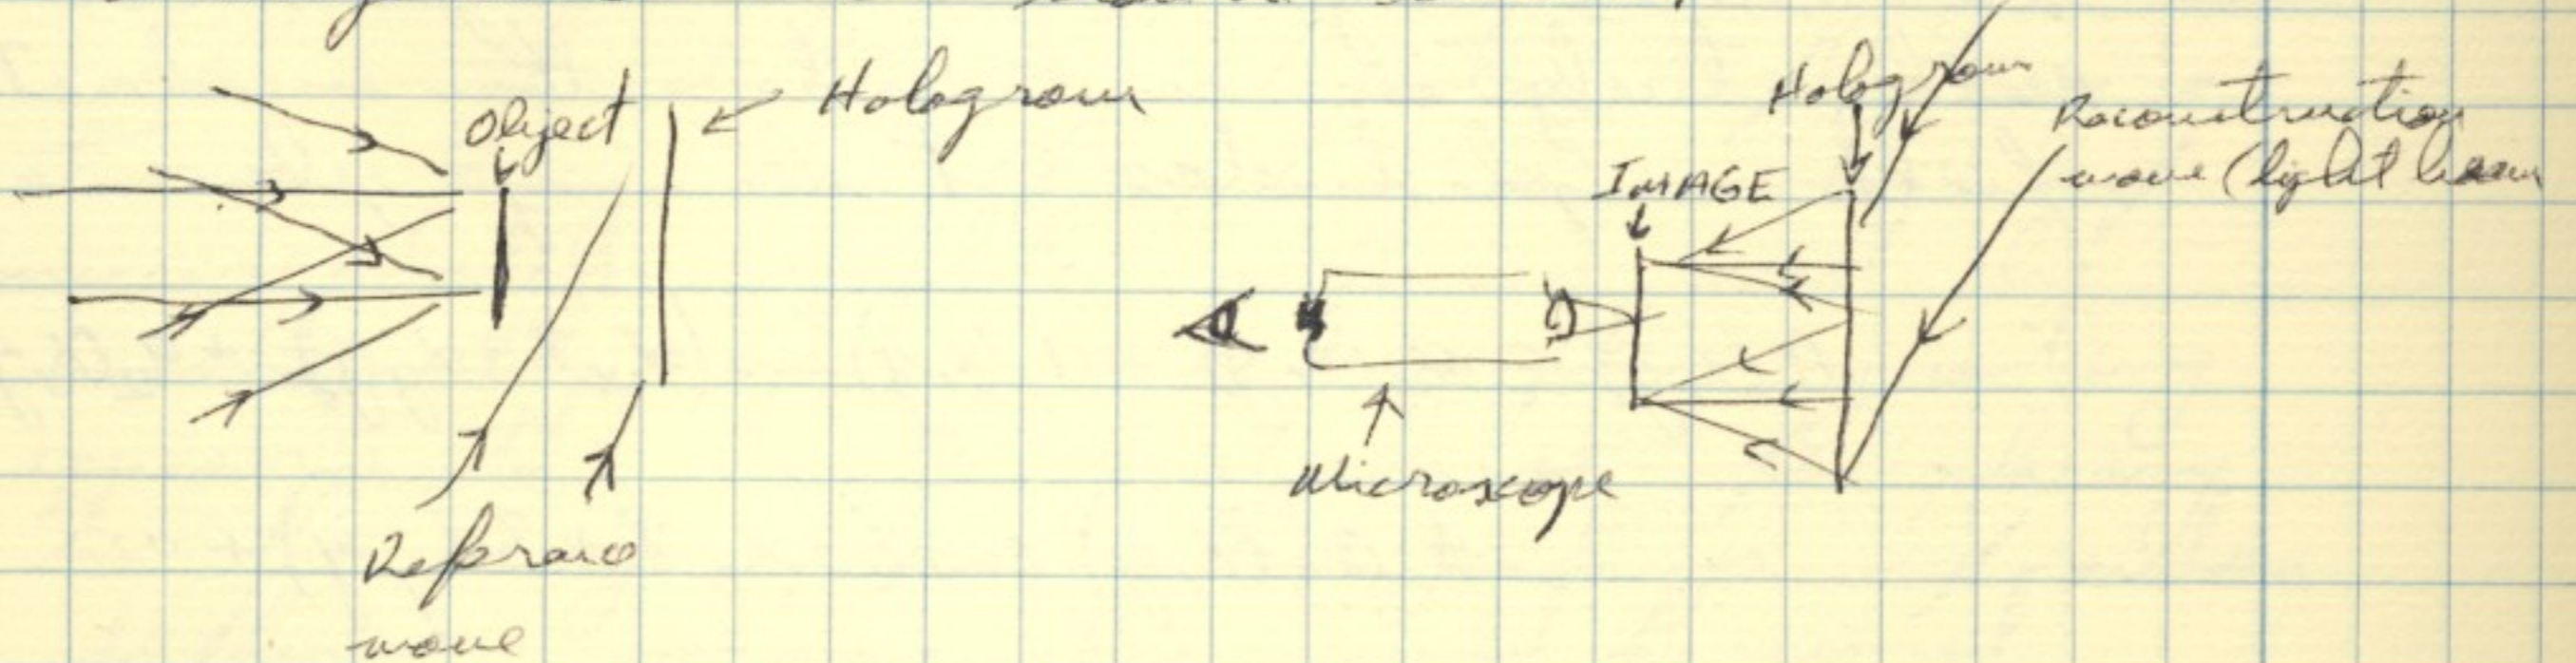 Object
Hologram
Reference
wave
Hologram
IMAGE
Reconstruction
wave (light beam
Microscope